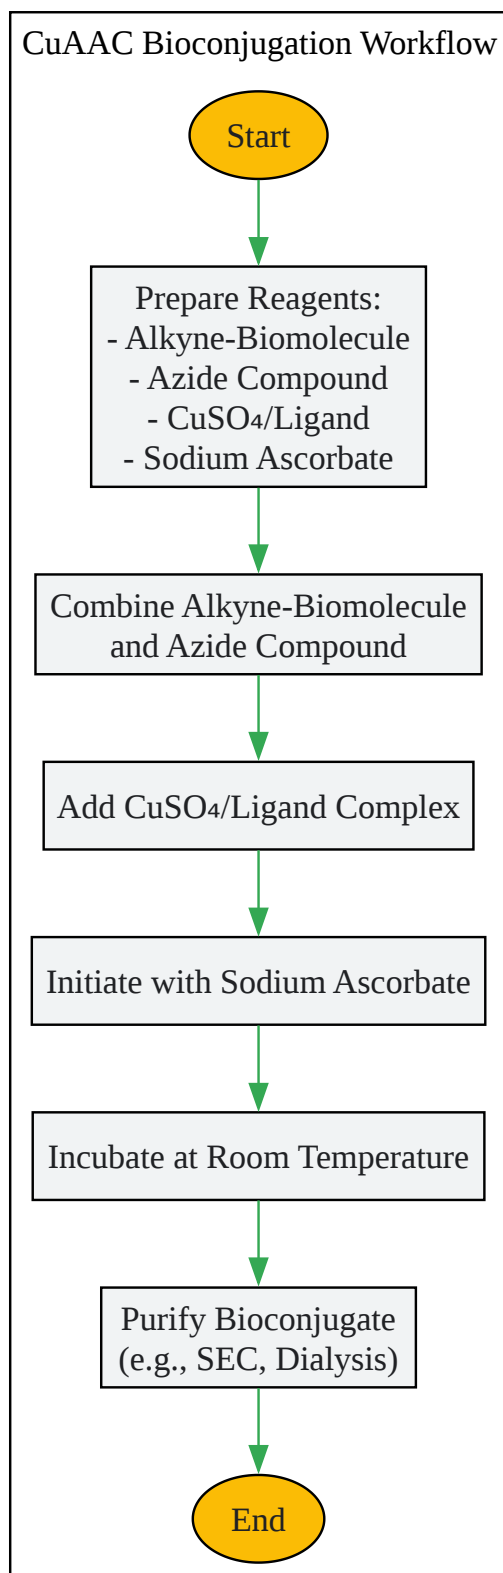 CuAAC Bioconjugation Workflow
Start
Prepare Reagents:
- Alkyne-Biomolecule
- Azide Compound
- CuSO₄/Ligand
- Sodium Ascorbate
Combine Alkyne-Biomolecule
and Azide Compound
Add CuSO₄/Ligand Complex
Initiate with Sodium Ascorbate
Incubate at Room Temperature
Purify Bioconjugate
(e.g., SEC, Dialysis)
End